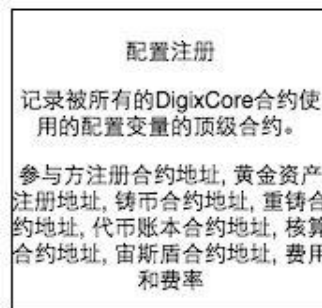 配置注册
记录被所有的DigixCore合约使
用的配置变量的顶级合约。
参与方注册合约地址, 黄金资产
注册地址, 铸币合约地址, 重铸合
约地址, 代币账本合约地址, 核算
合约地址, 宙斯盾合约地址, 费用
和费率